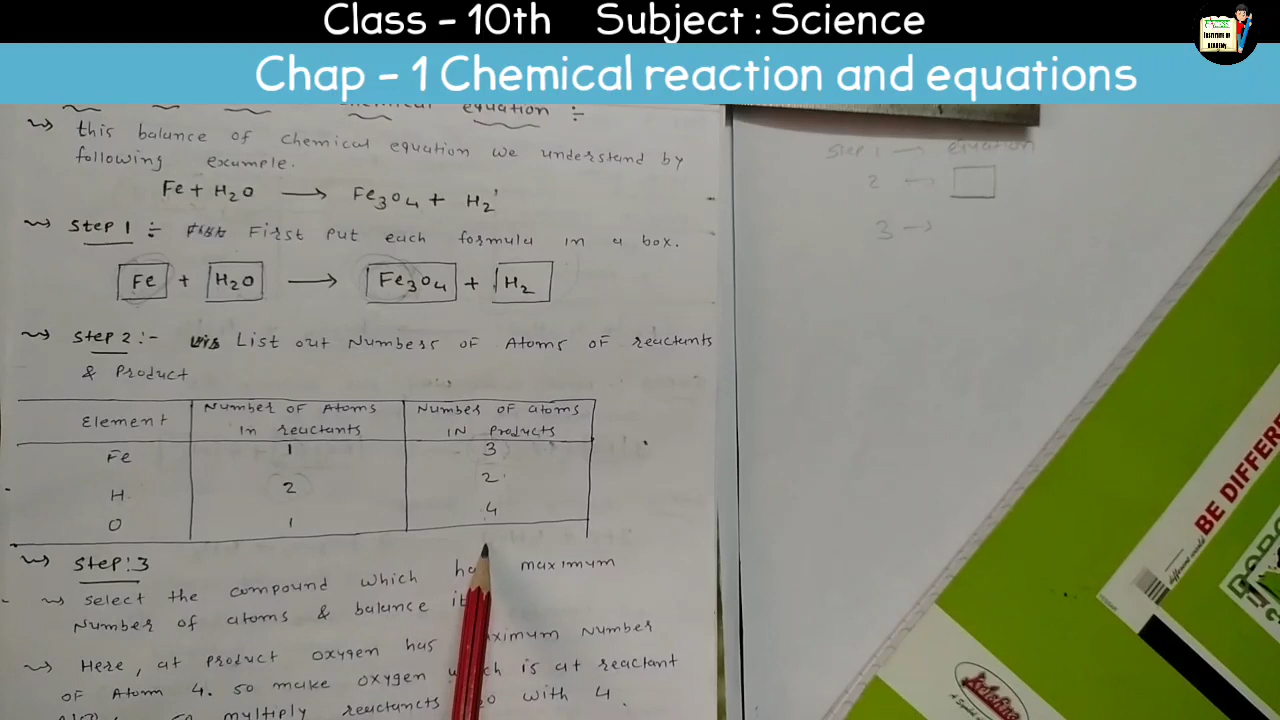 Class - 10th Subject : Science
Chap - 1 Chemical reaction and equations
chemical equation ÷
this balance of chemical equation we understand by
following example.
Fe + H2O ⟶ Fe3O4 + H2
Step 1 ÷ First Put each formula in a box.
Fe + H2O ⟶ Fe3O4 + H2
Step 2 :- List out Numbers of Atoms of reactants
& Product
Element
Number of Atoms
In reactants
Number of atoms
IN Products
Fe 1 3
H 2 2
O 1 4
Step : 3
select the compound which maximum
Number of atoms & balance
Here, at Product oxygen has Number
of Atom 4. so make oxygen is at reactant
multiply with 4.
Step 1 ⟶ equation
2 ⟶
3 ⟶
BE DIFFERE